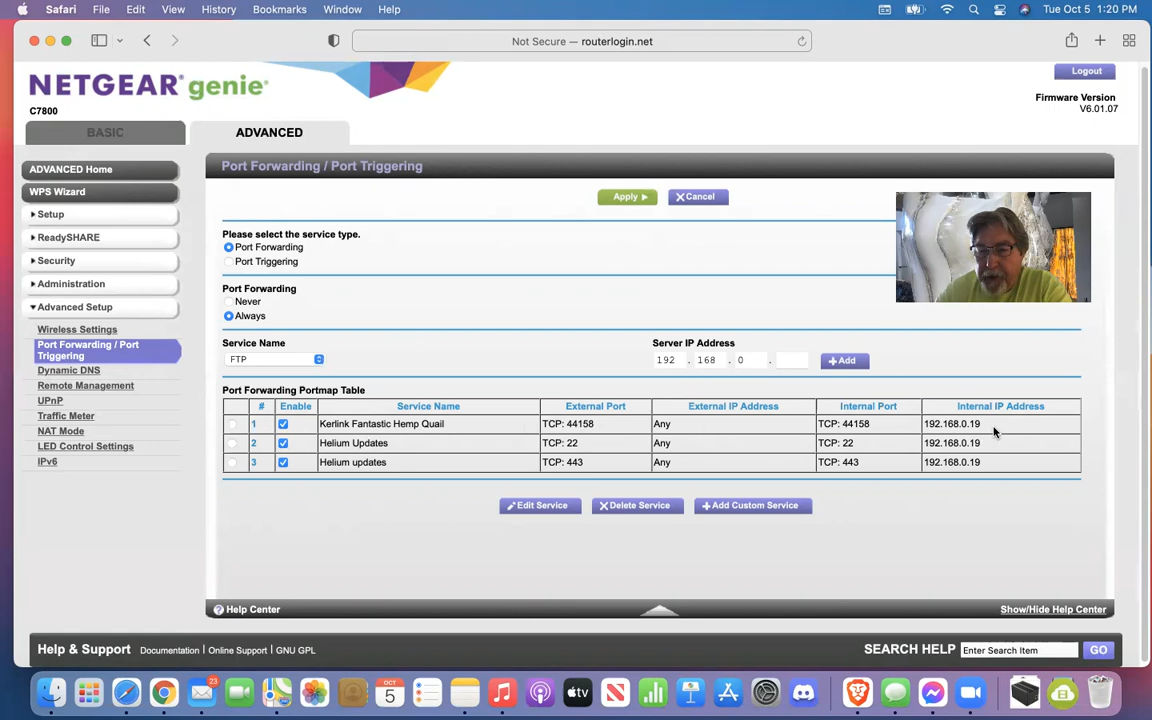 Safari File Edit View History Bookmarks Window Help
Tue Oct 5 1:20 PM
Not Secure — routerlogin.net
NETGEAR® genie®
Logout
C7800
Firmware Version
V6.01.07
BASIC
ADVANCED
ADVANCED Home
WPS Wizard
Setup
ReadySHARE
Security
Administration
Advanced Setup
Wireless Settings
Port Forwarding / Port
Triggering
Dynamic DNS
Remote Management
UPnP
Traffic Meter
NAT Mode
LED Control Settings
IPv6
Port Forwarding / Port Triggering
Apply
Cancel
Please select the service type.
Port Forwarding
Port Triggering
Port Forwarding
Never
Always
Service Name
Server IP Address
FTP
192 . 168 . 0 .
Add
Port Forwarding Portmap Table
# Enable Service Name External Port External IP Address Internal Port Internal IP Address
1 Kerlink Fantastic Hemp Quail TCP: 44158 Any TCP: 44158 192.168.0.19
2 Helium Updates TCP: 22 Any TCP: 22 192.168.0.19
3 Helium updates TCP: 443 Any TCP: 443 192.168.0.19
Edit Service
Delete Service
Add Custom Service
Help Center
Show/Hide Help Center
Help & Support Documentation | Online Support | GNU GPL
SEARCH HELP Enter Search Item GO
23
OCT
5
tv